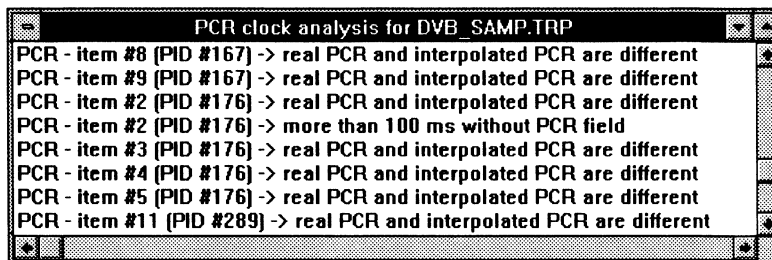 PCR clock analysis for DVB_SAMP.TRP
PCR - item #8 (PID #167) -> real PCR and interpolated PCR are different
PCR - item #9 (PID #167) -> real PCR and interpolated PCR are different
PCR - item #2 (PID #176) -> real PCR and interpolated PCR are different
PCR - item #2 (PID #176) -> more than 100 ms without PCR field
PCR - item #3 (PID #176) -> real PCR and interpolated PCR are different
PCR - item #4 (PID #176) -> real PCR and interpolated PCR are different
PCR - item #5 (PID #176) -> real PCR and interpolated PCR are different
PCR - item #11 (PID #289) -> real PCR and interpolated PCR are different